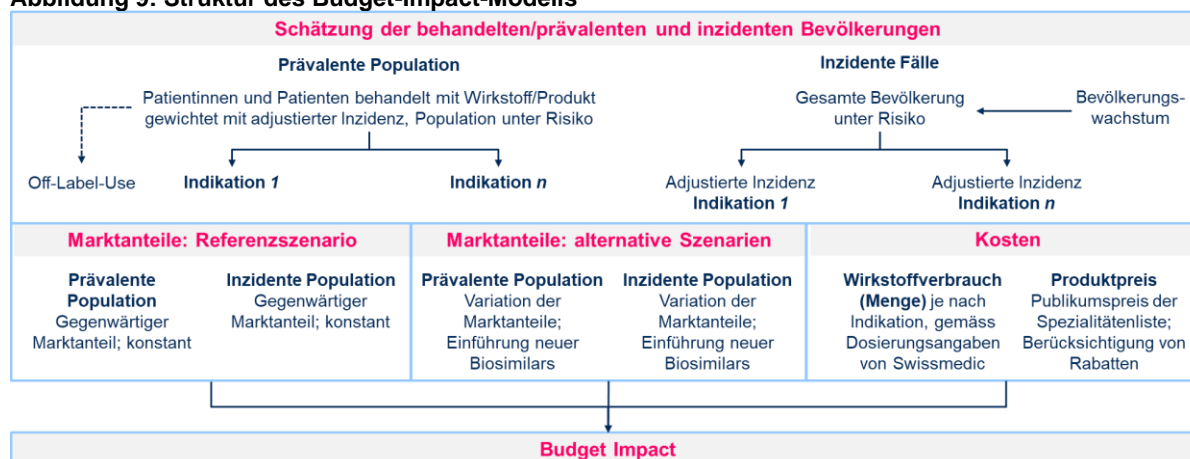 Abbildung 9: Struktur des Budget-Impact-Modells
Schätzung der behandelten/prävalenten und inzidenten Bevölkerungen
Prävalente Population
Patientinnen und Patienten behandelt mit Wirkstoff/Produkt
gewichtet mit adjustierter Inzidenz, Population unter Risiko
Off-Label-Use
Indikation 1
Indikation n
Inzidente Fälle
Gesamte Bevölkerung
unter Risiko
Bevölkerungs-
wachstum
Adjustierte Inzidenz
Indikation 1
Adjustierte Inzidenz
Indikation n
Marktanteile: Referenzszenario
Prävalente
Population
Gegenwärtiger
Marktanteil; konstant
Inzidente Population
Gegenwärtiger
Marktanteil; konstant
Marktanteile: alternative Szenarien
Prävalente Population
Variation der
Marktanteile;
Einführung neuer
Biosimilars
Inzidente Population
Variation der
Marktanteile;
Einführung neuer
Biosimilars
Kosten
Wirkstoffverbrauch
(Menge) je nach
Indikation, gemäss
Dosierungsangaben
von Swissmedic
Produktpreis
Publikumspreis der
Spezialitätenliste;
Berücksichtigung von
Rabatten
Budget Impact